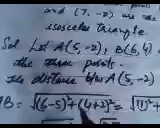 and (7, -2) are the
isosceles triangle.
Sol. Let A(5,-2), B(6,4)
the three points.
the distance b/w A(5,-2)
AB = √(6-5)²+(4+2)² = √(1)²+